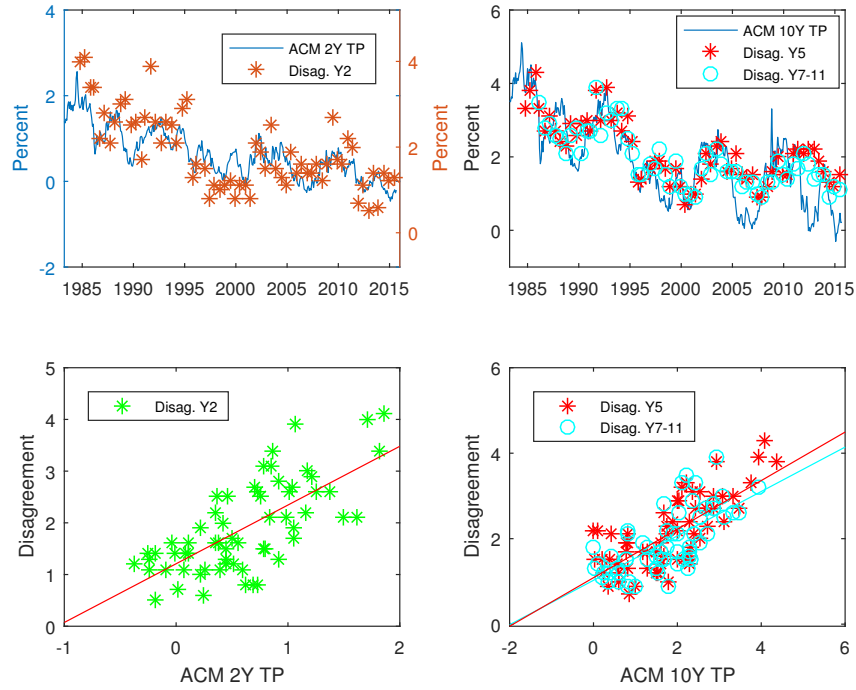 4
2
0
-2
Percent
ACM 2Y TP
Disag. Y2
4
2
0
Percent
1985 1990 1995 2000 2005 2010 2015
6
4
2
0
Percent
ACM 10Y TP
Disag. Y5
Disag. Y7-11
1985 1990 1995 2000 2005 2010 2015
5
4
3
2
1
0
Disagreement
Disag. Y2
-1 0 1 2
ACM 2Y TP
6
4
2
0
Disagreement
Disag. Y5
Disag. Y7-11
-2 0 2 4 6
ACM 10Y TP